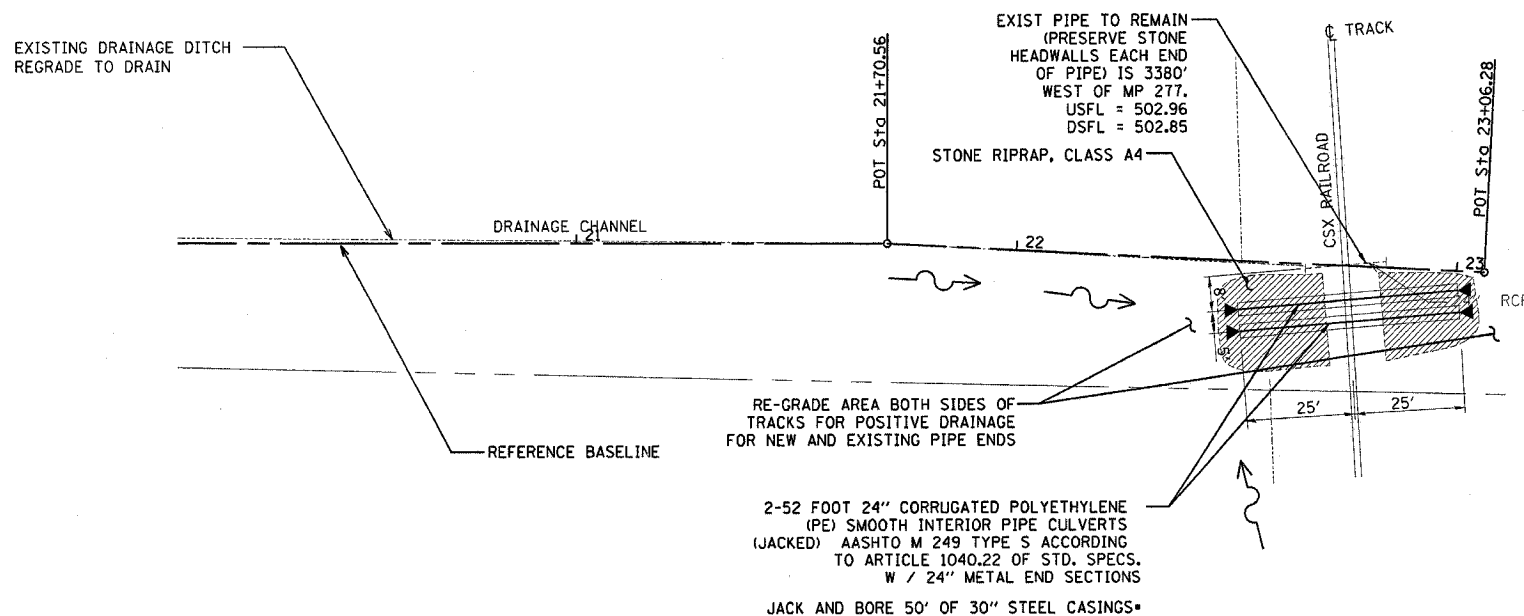 EXISTING DRAINAGE DITCH
REGRADE TO DRAIN
EXIST PIPE TO REMAIN
(PRESERVE STONE
HEADWALLS EACH END
OF PIPE) IS 3380'
WEST OF MP 277.
USFL = 502.96
DSFL = 502.85
STONE RIPRAP, CLASS A4
POT Sta 21+70.56
℄ TRACK
CSX RAILROAD
POT Sta 23+06.28
DRAINAGE CHANNEL
21
22
23
8'
5'
25'
25'
REFERENCE BASELINE
RE-GRADE AREA BOTH SIDES OF
TRACKS FOR POSITIVE DRAINAGE
FOR NEW AND EXISTING PIPE ENDS
2-52 FOOT 24" CORRUGATED POLYETHYLENE
(PE) SMOOTH INTERIOR PIPE CULVERTS
(JACKED) AASHTO M 249 TYPE S ACCORDING
TO ARTICLE 1040.22 OF STD. SPECS.
W / 24" METAL END SECTIONS
JACK AND BORE 50' OF 30" STEEL CASINGS▪